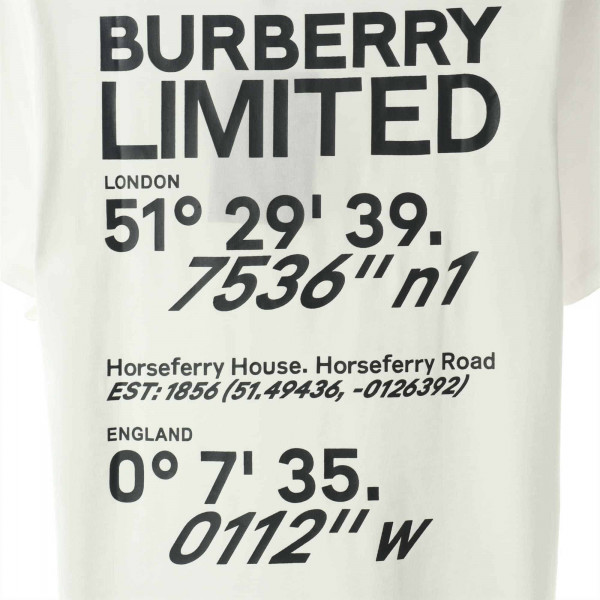 BURBERRY
LIMITED
LONDON
51° 29' 39.
7536" n1
Horseferry House. Horseferry Road
EST: 1856 (51.49436, -0126392)
ENGLAND
0° 7' 35.
0112" w